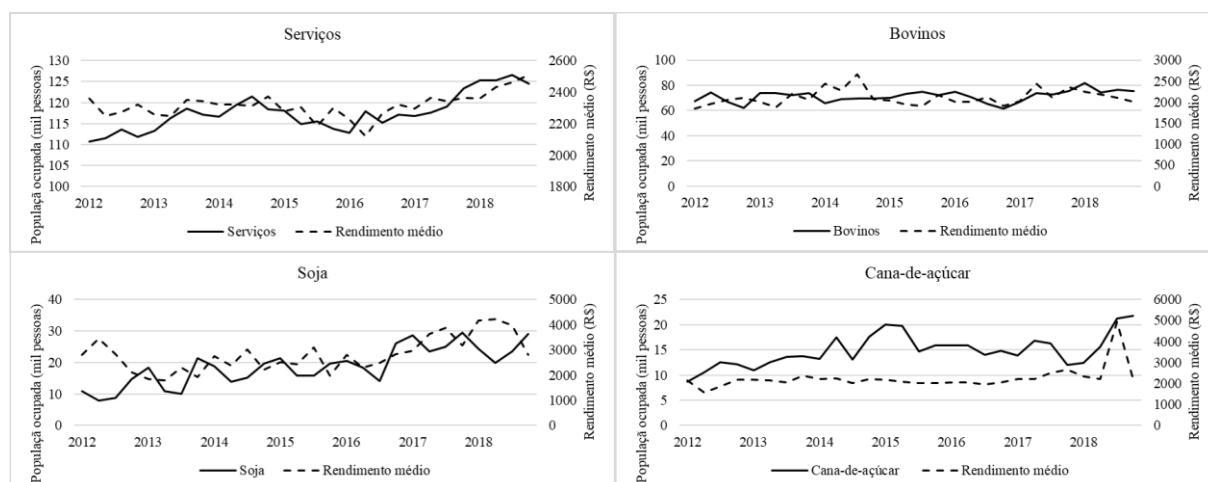 Serviços
Populaçã ocupada (mil pessoas)
130
125
120
115
110
105
100
2600
2400
2200
2000
1800
Rendimento médio (R$)
2012 2013 2014 2015 2016 2017 2018
Serviços Rendimento médio
Bovinos
Populaçã ocupada (mil pessoas)
100
80
60
40
20
0
3000
2500
2000
1500
1000
500
0
Rendimento médio (R$)
2012 2013 2014 2015 2016 2017 2018
Bovinos Rendimento médio
Soja
Populaçã ocupada (mil pessoas)
40
30
20
10
0
5000
4000
3000
2000
1000
0
Rendimento médio (R$)
2012 2013 2014 2015 2016 2017 2018
Soja Rendimento médio
Cana-de-açúcar
Populaçã ocupada (mil pessoas)
25
20
15
10
5
0
6000
5000
4000
3000
2000
1000
0
Rendimento médio (R$)
2012 2013 2014 2015 2016 2017 2018
Cana-de-açúcar Rendimento médio